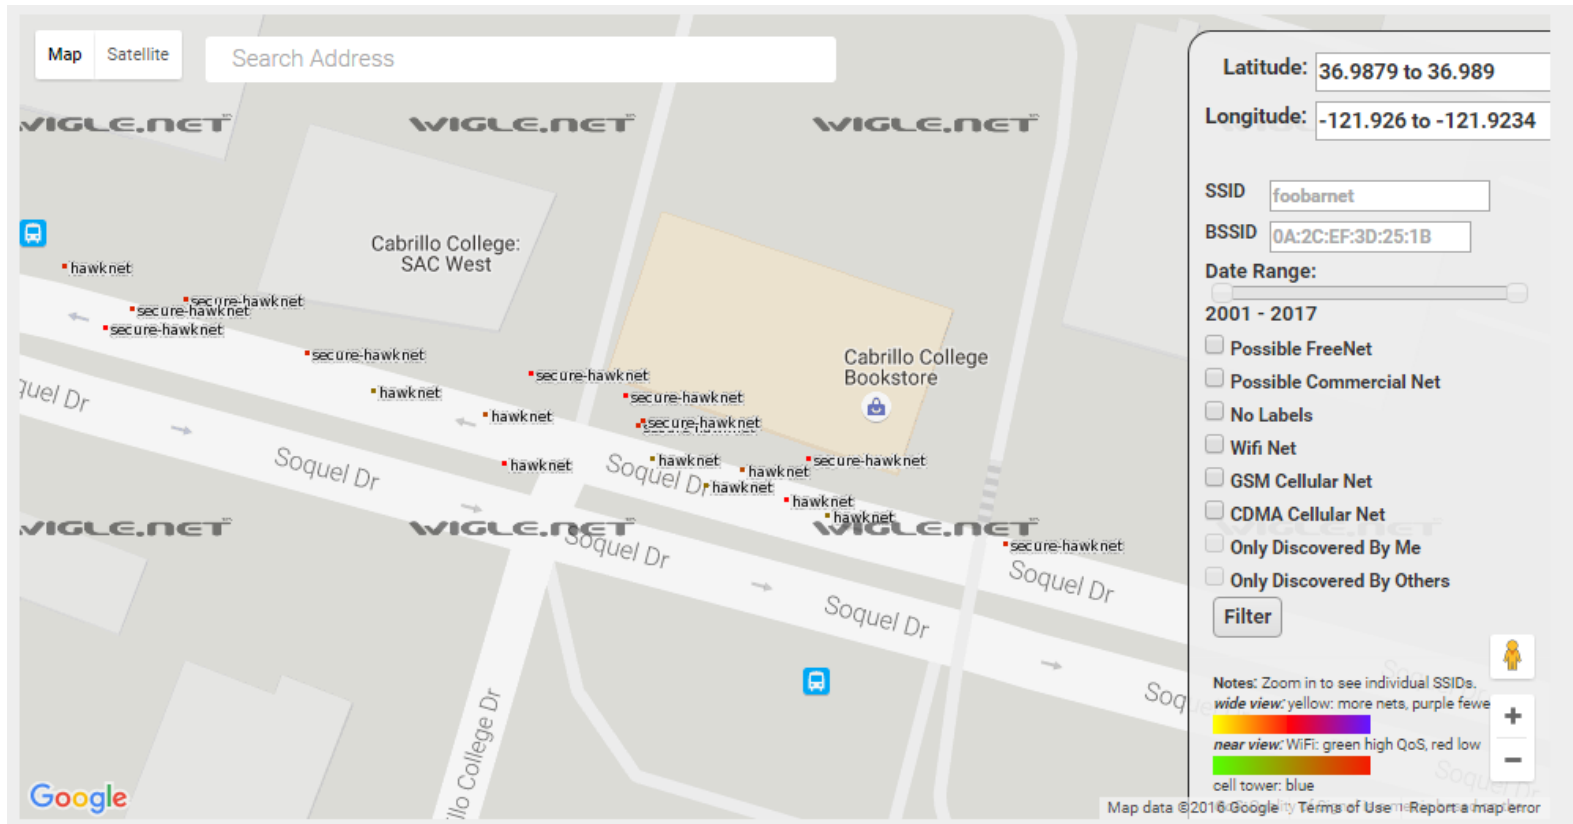 Map Satellite
Search Address
WIGLE.NET WIGLE.NET WIGLE.NET
Cabrillo College:
SAC West
hawknet
secure-hawknet
secure-hawknet
secure-hawknet
secure-hawknet
Cabrillo College
Bookstore
secure-hawknet
hawknet
secure-hawknet
hawknet
secure-hawknet
hawknet
Soquel Dr
hawknet
secure-hawknet
hawknet
hawknet
hawknet
hawknet
Soquel Dr
Soquel Dr
WIGLE.NET WIGLE.NET WIGLE.NET
Soquel Dr
secure-hawknet
Soquel Dr
Soquel Dr
Latitude: 36.9879 to 36.989
Longitude: -121.926 to -121.9234
SSID foobarnet
BSSID 0A:2C:EF:3D:25:1B
Date Range:
2001 - 2017
Possible FreeNet
Possible Commercial Net
No Labels
Wifi Net
GSM Cellular Net
CDMA Cellular Net
Only Discovered By Me
Only Discovered By Others
Filter
Notes: Zoom in to see individual SSIDs.
wide view: yellow: more nets, purple fewe
near view: WiFi: green high QoS, red low
cell tower: blue
llo College Dr
Google
Map data ©2016 Google Terms of Use Report a map error